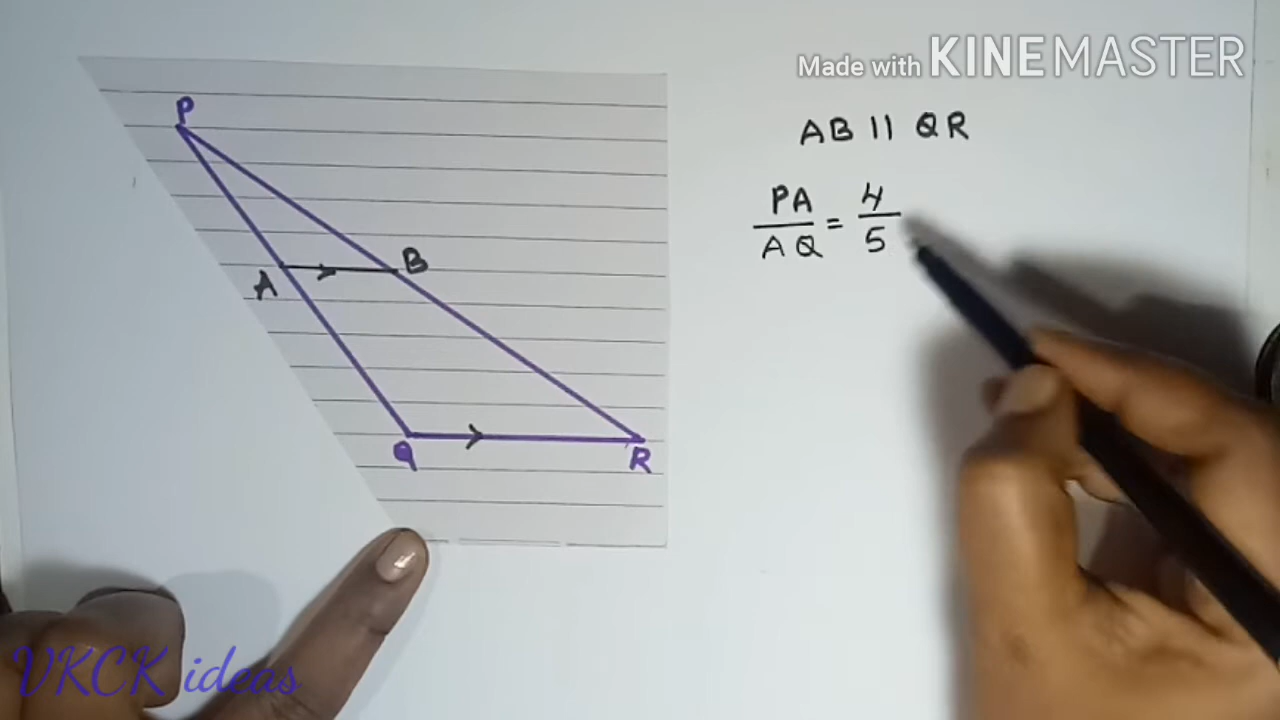 Made with KINEMASTER
P
AB || QR
PA/AQ = 4/5
A
B
Q
R
VKCK ideas